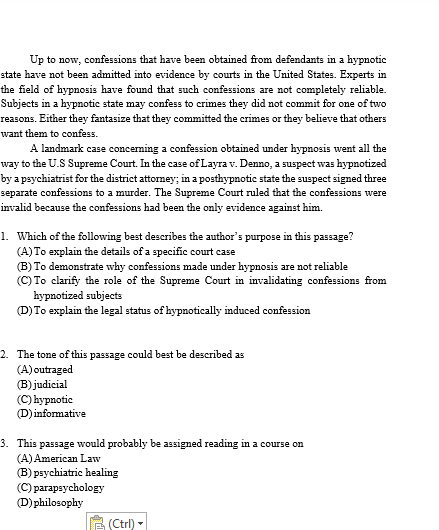 Up to now, confessions that have been obtained from defendants in a hypnotic
state have not been admitted into evidence by courts in the United States. Experts in
the field of hypnosis have found that such confessions are not completely reliable.
Subjects in a hypnotic state may confess to crimes they did not commit for one of two
reasons. Either they fantasize that they committed the crimes or they believe that others
want them to confess.
A landmark case concerning a confession obtained under hypnosis went all the
way to the U.S Supreme Court. In the case of Layra v. Denno, a suspect was hypnotized
by a psychiatrist for the district attorney; in a posthypnotic state the suspect signed three
separate confessions to a murder. The Supreme Court ruled that the confessions were
invalid because the confessions had been the only evidence against him.
1. Which of the following best describes the author's purpose in this passage?
(A) To explain the details of a specific court case
(B) To demonstrate why confessions made under hypnosis are not reliable
(C) To clarify the role of the Supreme Court in invalidating confessions from
hypnotized subjects
(D) To explain the legal status of hypnotically induced confession
2. The tone of this passage could best be described as
(A) outraged
(B) judicial
(C) hypnotic
(D) informative
3. This passage would probably be assigned reading in a course on
(A) American Law
(B) psychiatric healing
(C) parapsychology
(D) philosophy
(Ctrl)